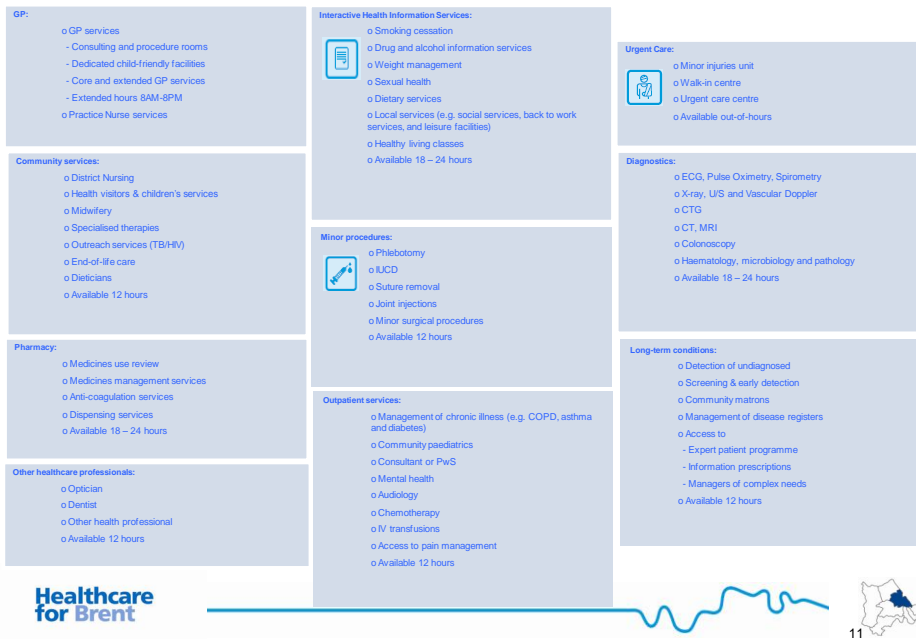 GP:
o GP services
- Consulting and procedure rooms
- Dedicated child-friendly facilities
- Core and extended GP services
- Extended hours 8AM-8PM
o Practice Nurse services
Community services:
o District Nursing
o Health visitors & children's services
o Midwifery
o Specialised therapies
o Outreach services (TB/HIV)
o End-of-life care
o Dieticians
o Available 12 hours
Pharmacy:
o Medicines use review
o Medicines management services
o Anti-coagulation services
o Dispensing services
o Available 18 – 24 hours
Other healthcare professionals:
o Optician
o Dentist
o Other health professional
o Available 12 hours
Interactive Health Information Services:
o Smoking cessation
o Drug and alcohol information services
o Weight management
o Sexual health
o Dietary services
o Local services (e.g. social services, back to work
services, and leisure facilities)
o Healthy living classes
o Available 18 – 24 hours
Minor procedures:
o Phlebotomy
o IUCD
o Suture removal
o Joint injections
o Minor surgical procedures
o Available 12 hours
Outpatient services:
o Management of chronic illness (e.g. COPD, asthma
and diabetes)
o Community paediatrics
o Consultant or PwS
o Mental health
o Audiology
o Chemotherapy
o IV transfusions
o Access to pain management
o Available 12 hours
Urgent Care:
o Minor injuries unit
o Walk-in centre
o Urgent care centre
o Available out-of-hours
Diagnostics:
o ECG, Pulse Oximetry, Spirometry
o X-ray, U/S and Vascular Doppler
o CTG
o CT, MRI
o Colonoscopy
o Haematology, microbiology and pathology
o Available 18 – 24 hours
Long-term conditions:
o Detection of undiagnosed
o Screening & early detection
o Community matrons
o Management of disease registers
o Access to
- Expert patient programme
- Information prescriptions
- Managers of complex needs
o Available 12 hours
Healthcare
for Brent
11